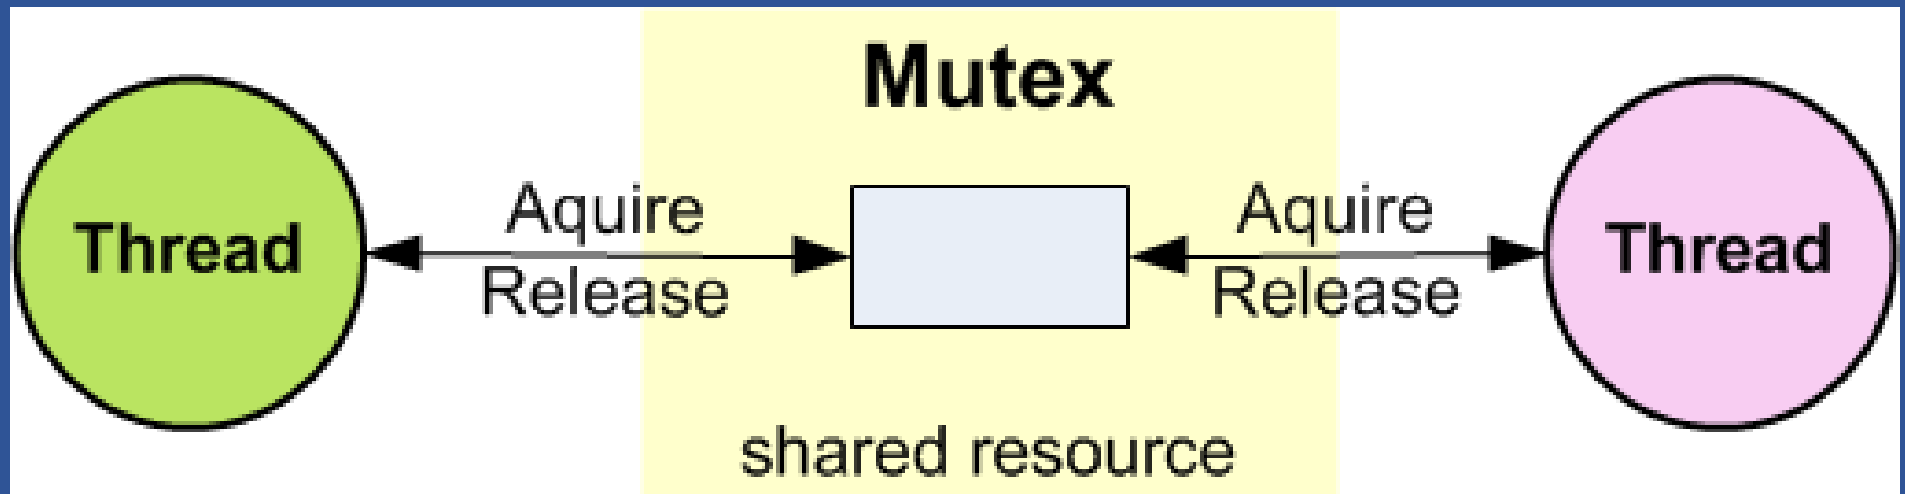 Mutex
Thread
Aquire
Release
Aquire
Release
Thread
shared resource